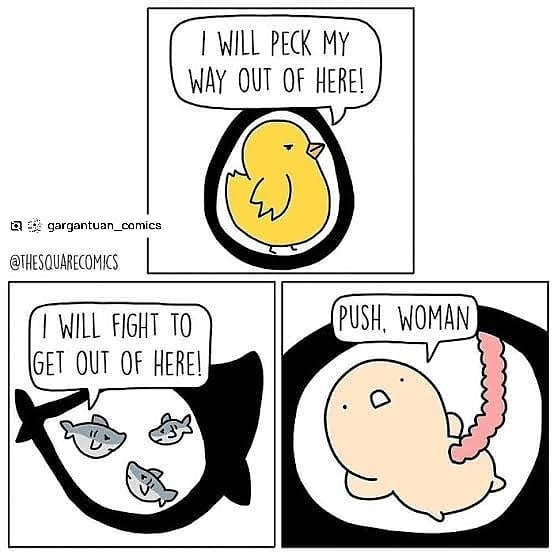 I WILL PECK MY
WAY OUT OF HERE!
gargantuan_comics
@THESQUARECOMICS
I WILL FIGHT TO
GET OUT OF HERE!
PUSH, WOMAN